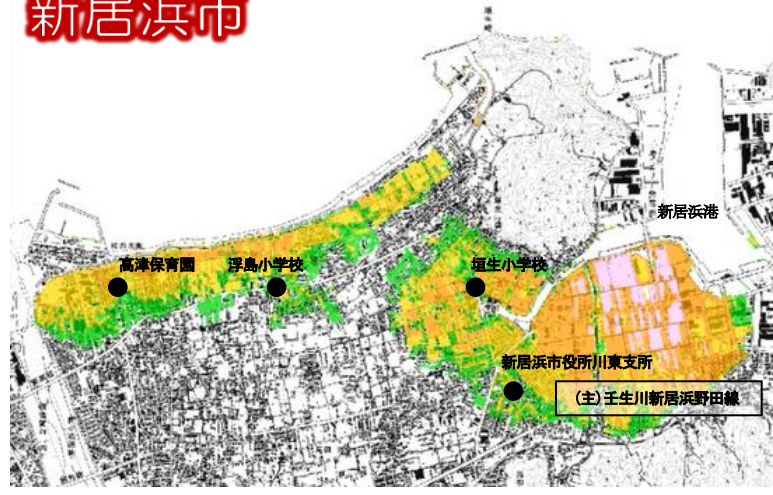 新居浜市
新居浜港
高津保育園
浮島小学校
垣生小学校
新居浜市役所川東支所
(主)壬生川新居浜野田線